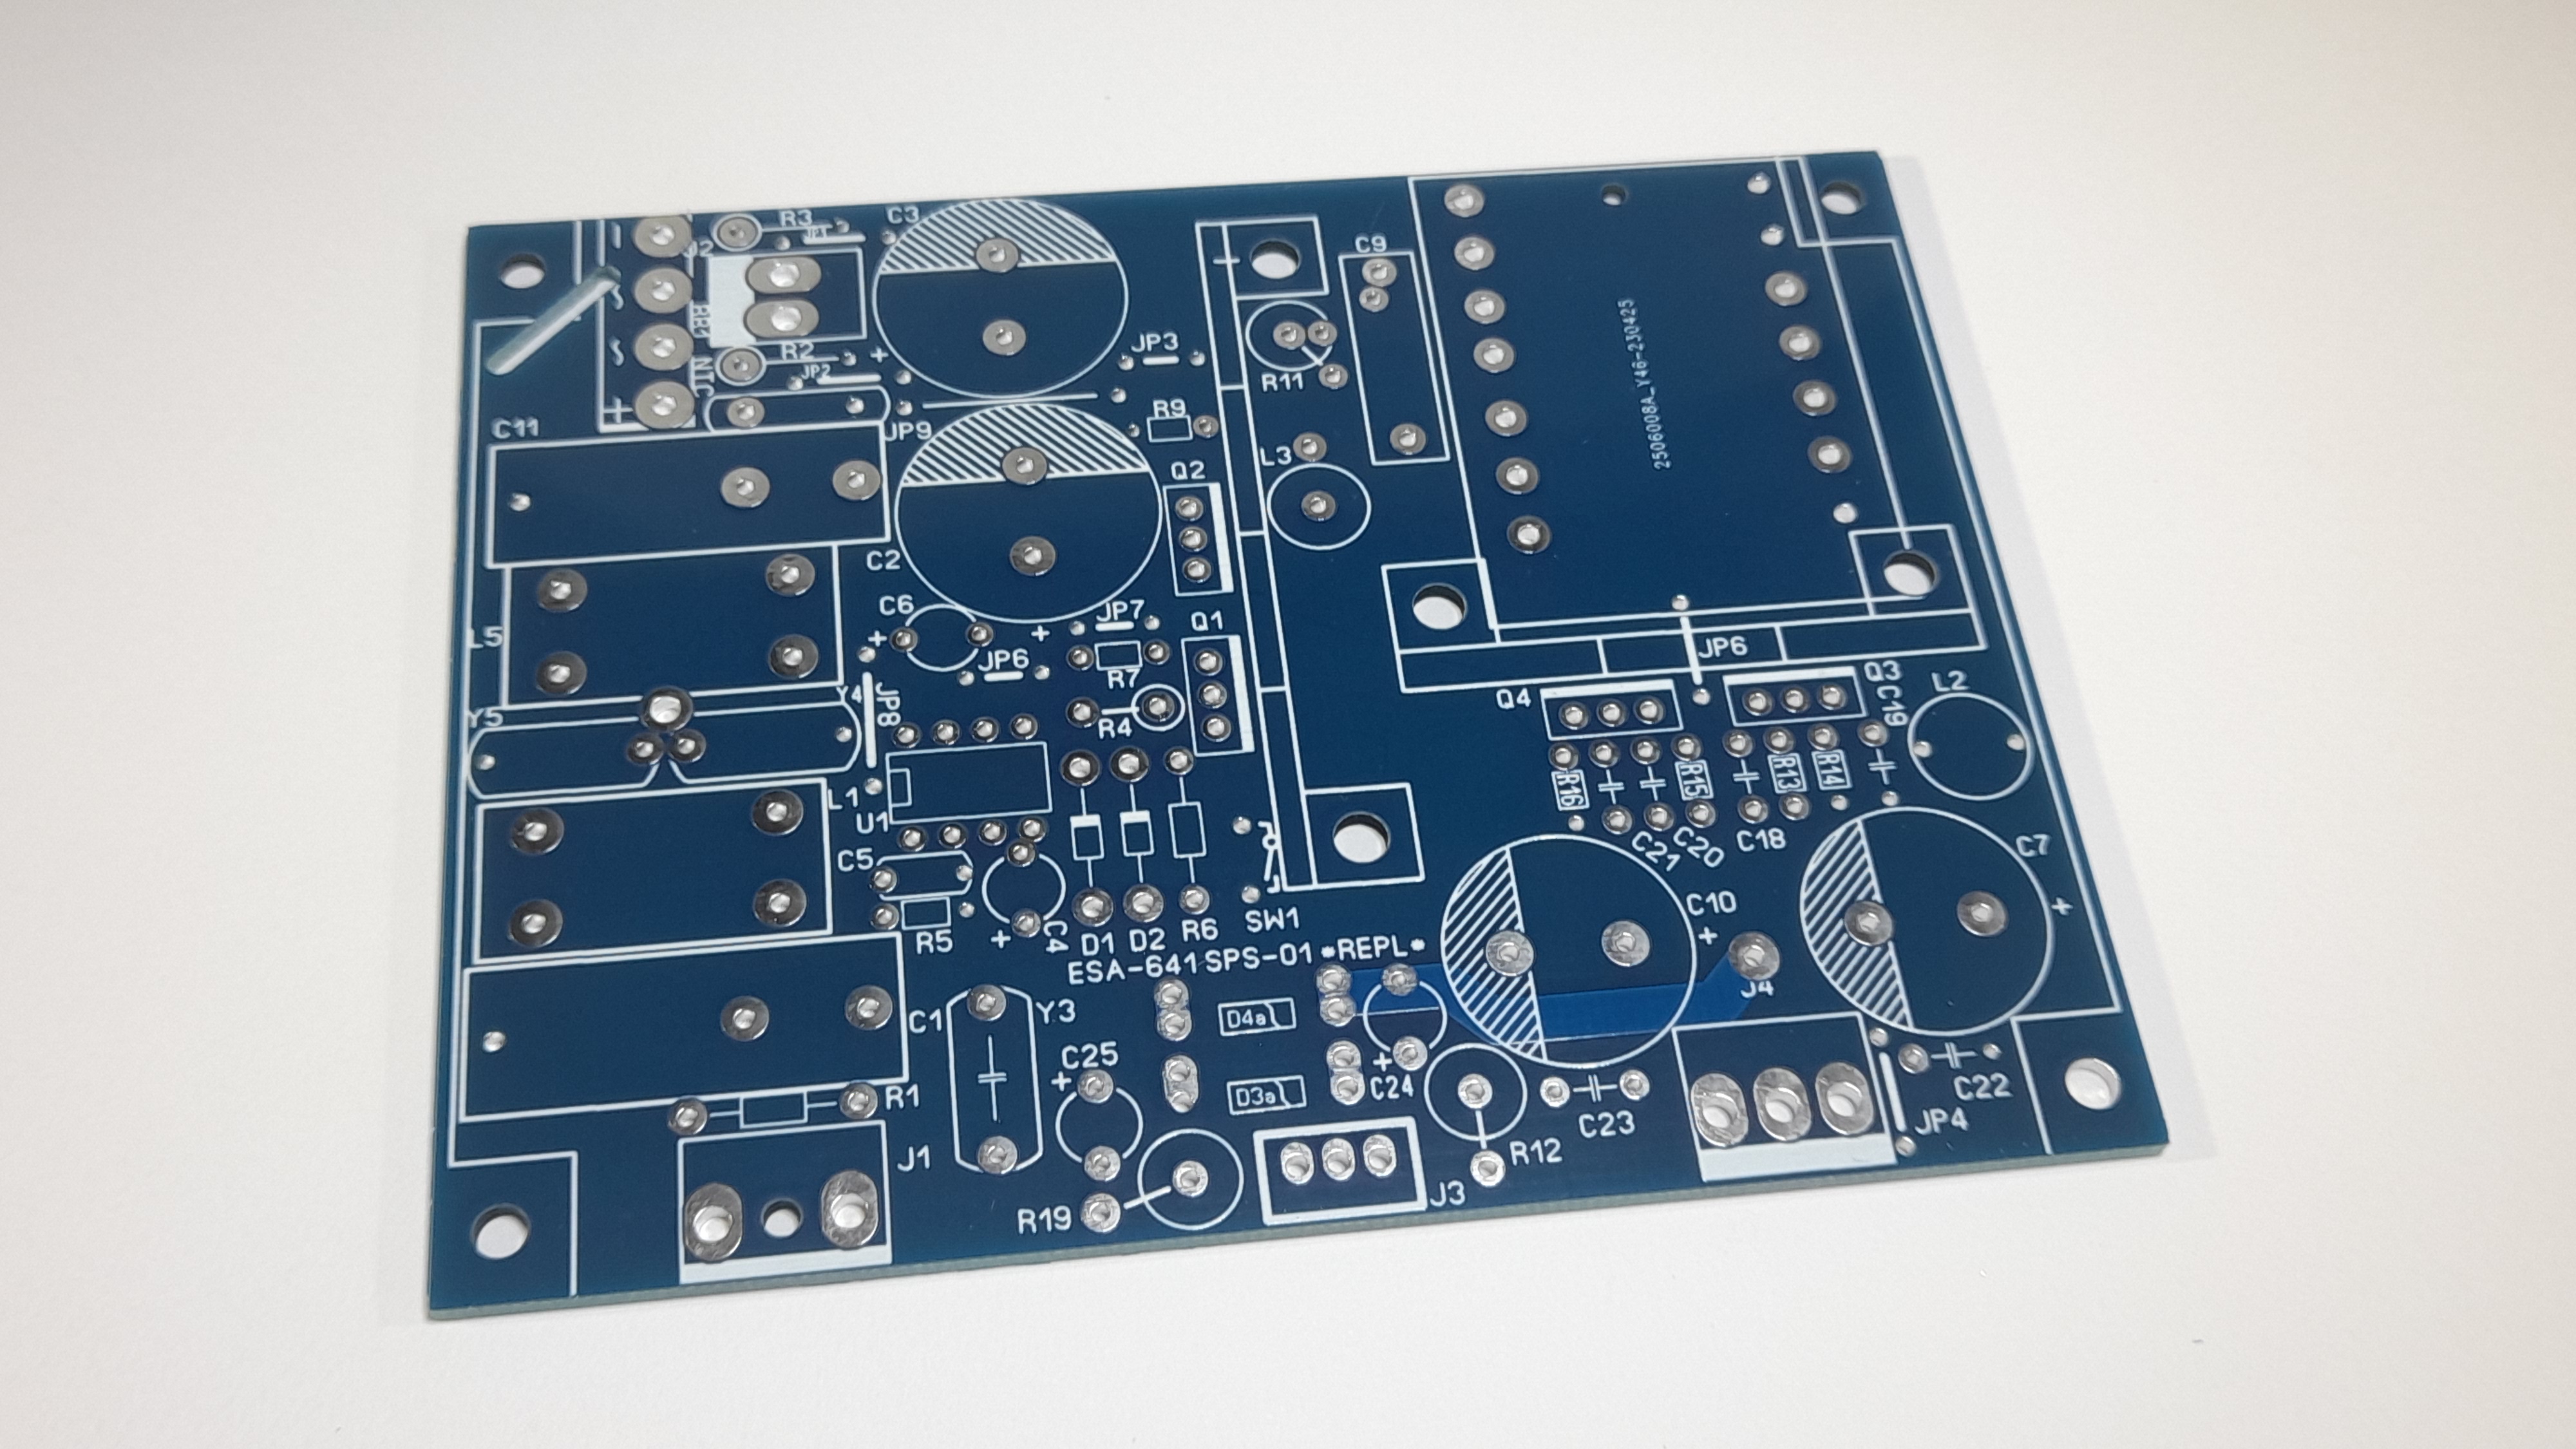 R3
C3
J2
R2
JP2
+
C9
JP3
R11
JIN
+
C11
JP9
R9
Q2
L3
2506008A_Y46-230425
C2
C6
+
+
JP7
Q1
JP6
L5
R7
JP6
Q3
Q4
C19
L2
Y5
Y4
JP8
R4
L1
U1
R16
R15
R13
R14
C5
C21
C20
C18
C7
+
R5
+
C4
D1
D2
R6
SW1
C10
+
ESA-641 SPS-01 *REPL*
J4
C1
Y3
D4a
C25
+
+
C24
D3a
C22
R1
C23
JP4
J1
R12
J3
R19